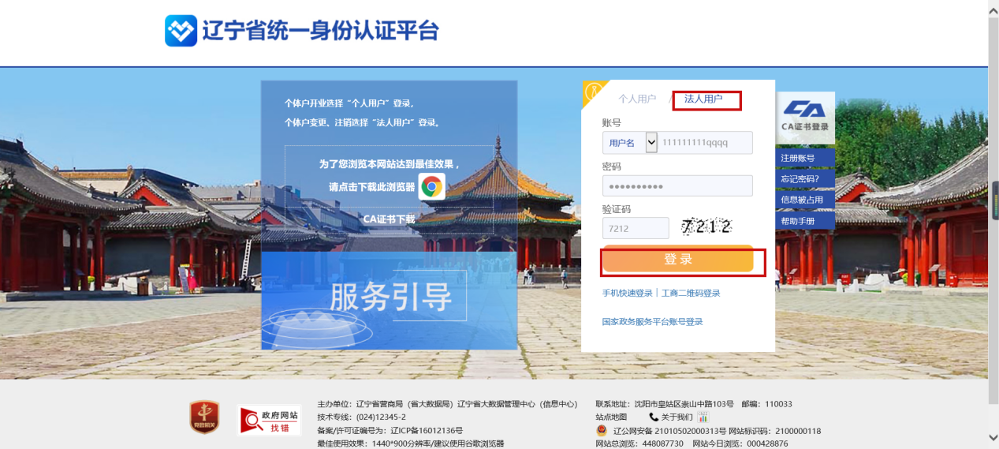 辽宁省统一身份认证平台
个体户开业选择“个人用户”登录,
个体户变更、注销选择“法人用户”登录。
为了您浏览本网站达到最佳效果,
请点击下载此浏览器
CA证书下载
服务引导
个人用户 / 法人用户
账号
用户名 111111111qqqq
密码
••••••••••
验证码
7212 7212
登录
手机快速登录 | 工商二维码登录
国家政务服务平台账号登录
CA证书登录
注册账号
忘记密码?
信息被占用
帮助手册
党政机关
政府网站
找错
主办单位：辽宁省营商局（省大数据局）辽宁省大数据管理中心（信息中心）
技术专线：(024)12345-2
备案/许可证编号为：辽ICP备16012136号
最佳使用效果：1440*900分辨率/建议使用谷歌浏览器
联系地址：沈阳市皇姑区崇山中路103号 邮编：110033
站点地图 关于我们
辽公网安备 21010502000313号 网站标识码：2100000118
网站总浏览：448087730 网站今日浏览：000428876